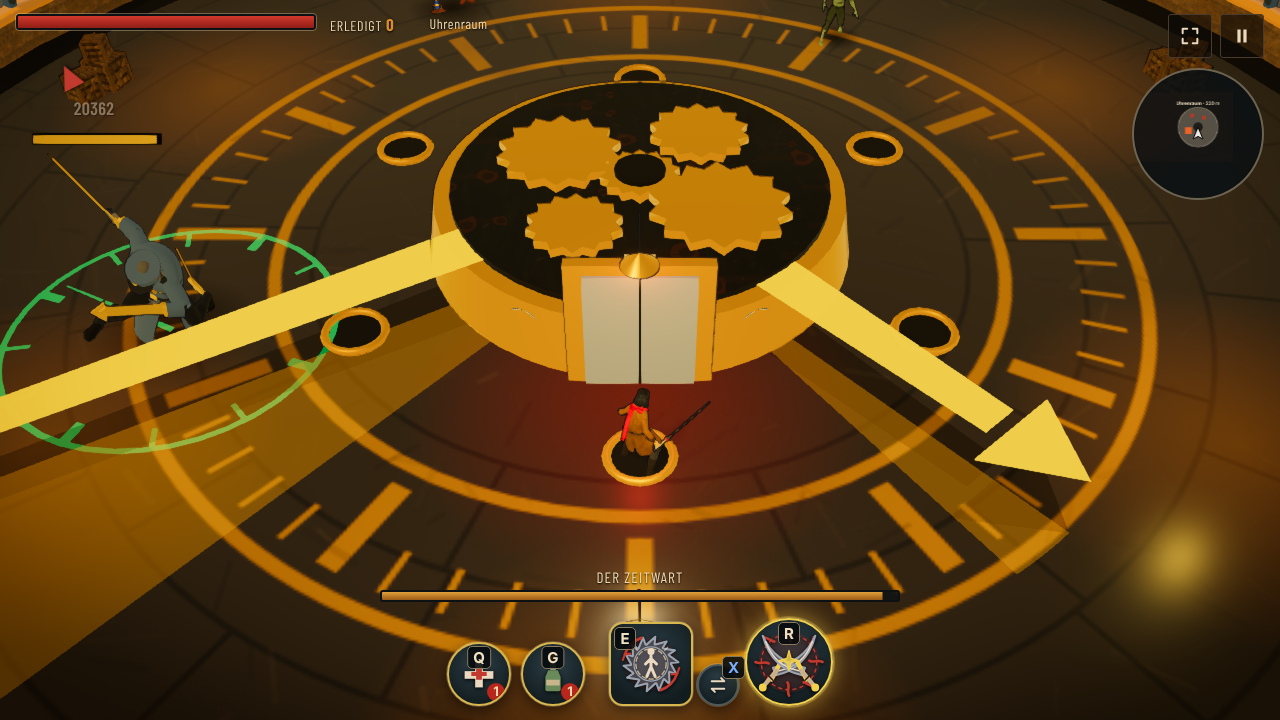 ERLEDIGT 0
Uhrenraum
20362
DER ZEITWART
Q
1
G
1
E
X
R